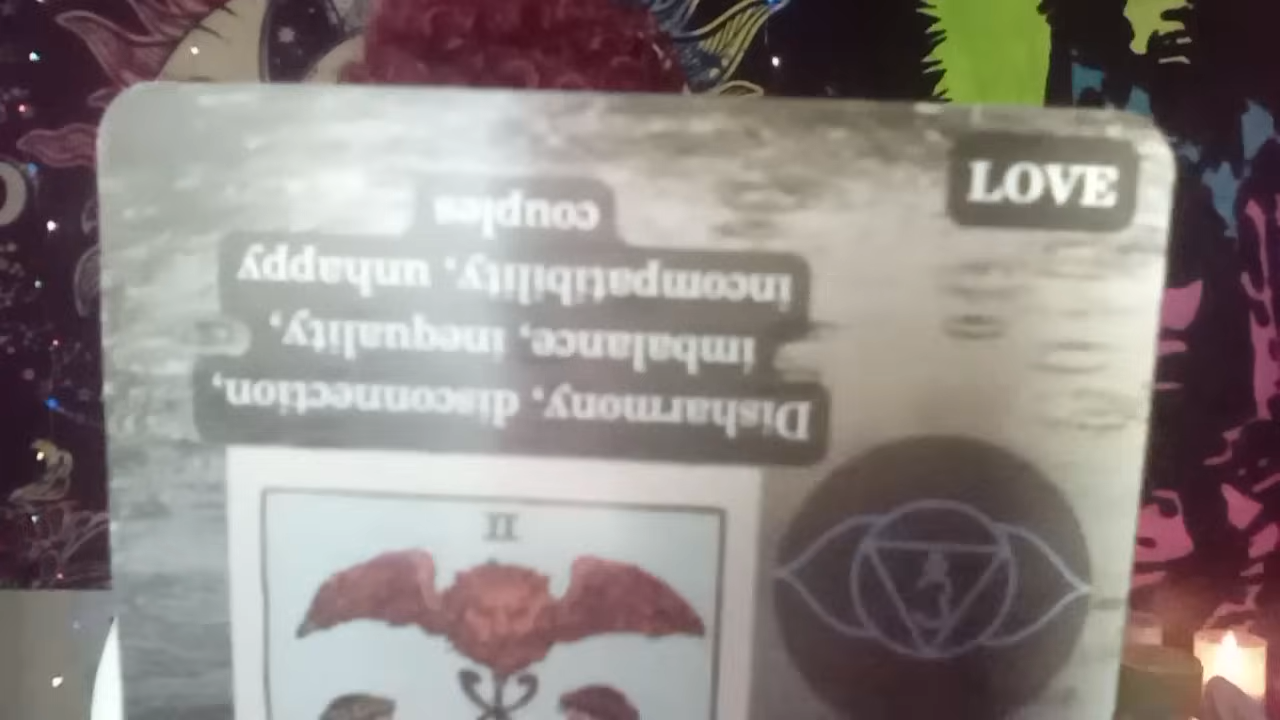 LOVE
Disharmony, disconnection,
imbalance, inequality,
incompatibility, unhappy
couples
II